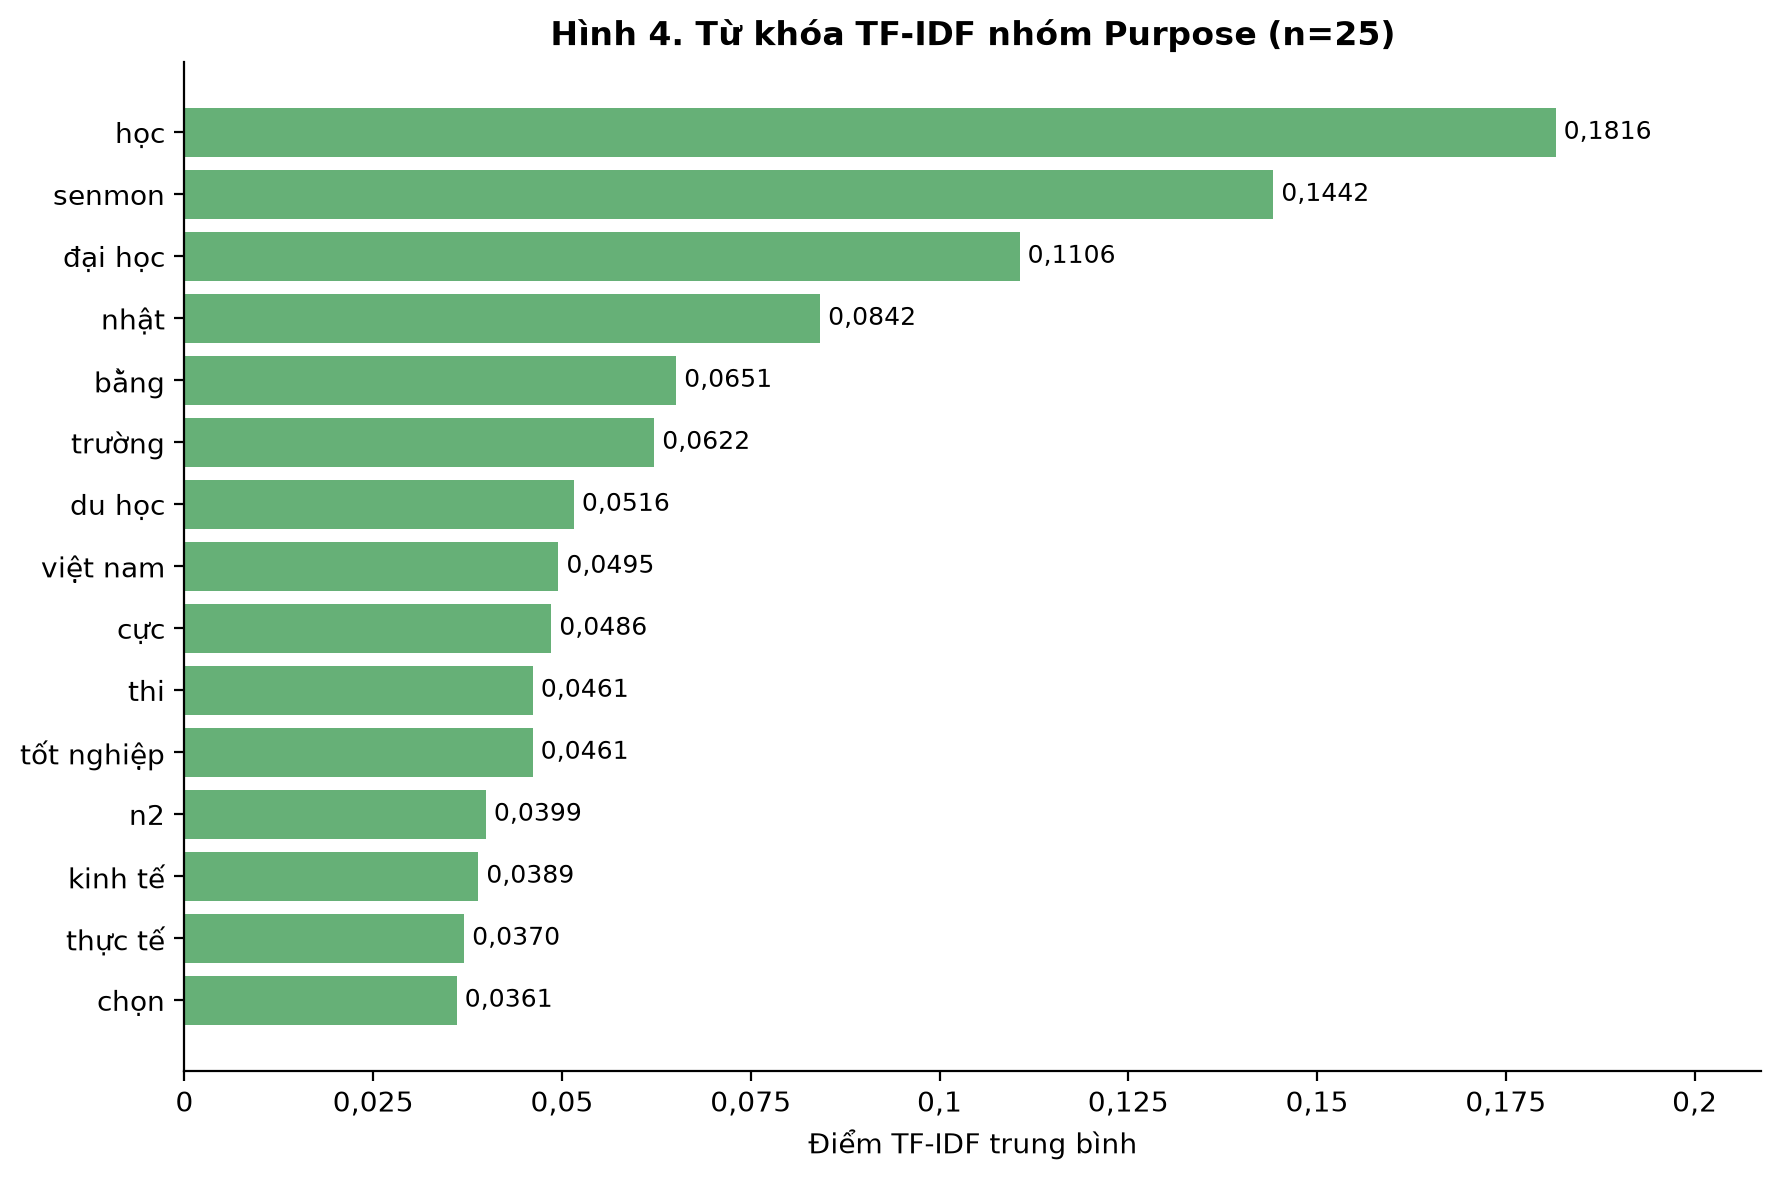 Hình 4. Từ khóa TF-IDF nhóm Purpose (n=25)
học 0,1816
senmon 0,1442
đại học 0,1106
nhật 0,0842
bằng 0,0651
trường 0,0622
du học 0,0516
việt nam 0,0495
cực 0,0486
thi 0,0461
tốt nghiệp 0,0461
n2 0,0399
kinh tế 0,0389
thực tế 0,0370
chọn 0,0361
0 0,025 0,05 0,075 0,1 0,125 0,15 0,175 0,2
Điểm TF-IDF trung bình